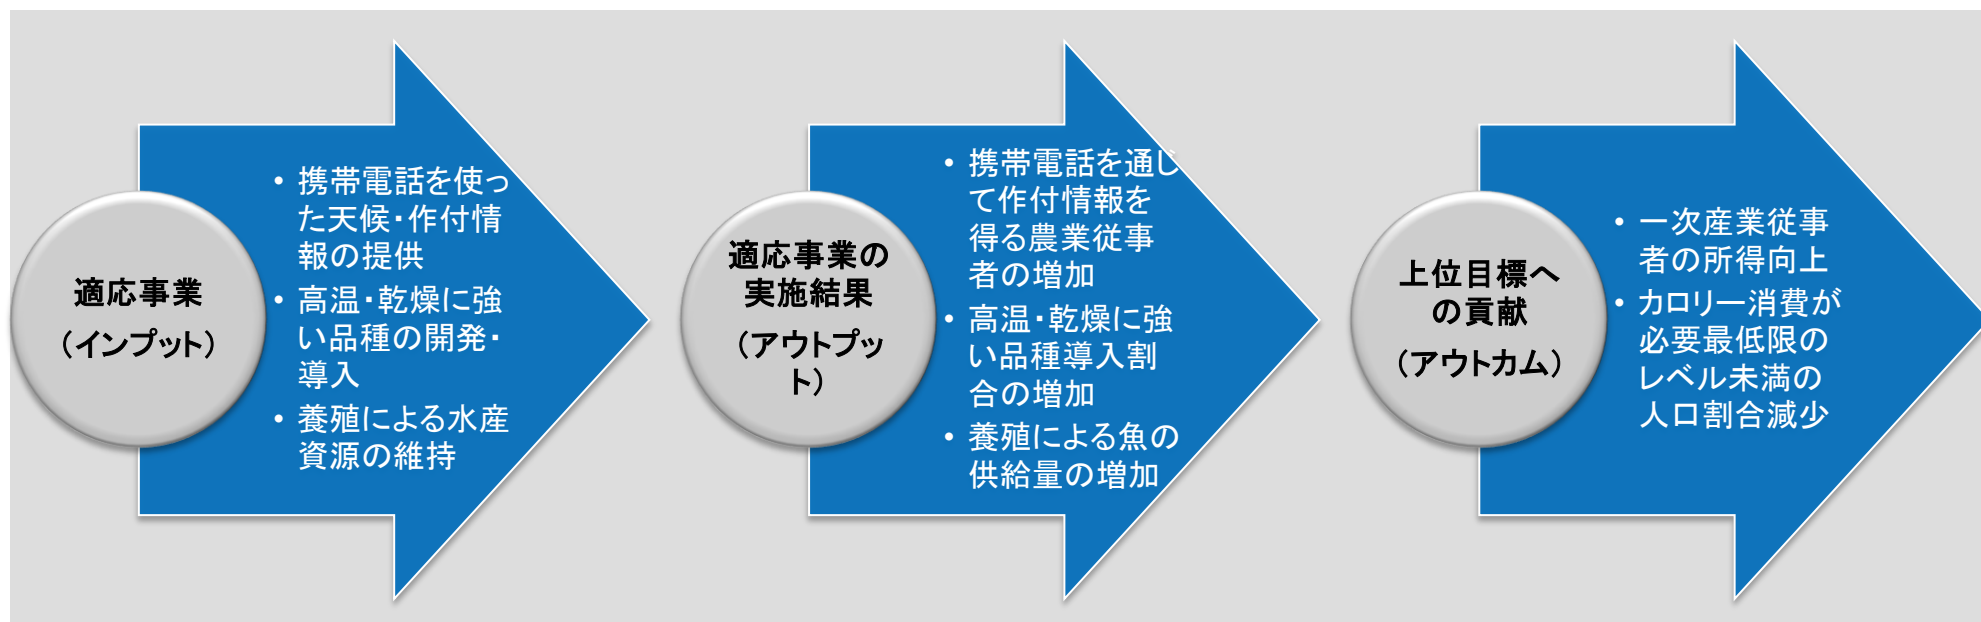 適応事業
（インプット）
• 携帯電話を使っ
た天候・作付情
報の提供
• 高温・乾燥に強
い品種の開発・
導入
• 養殖による水産
資源の維持
適応事業の
実施結果
（アウトプッ
ト）
• 携帯電話を通じ
て作付情報を
得る農業従事
者の増加
• 高温・乾燥に強
い品種導入割
合の増加
• 養殖による魚の
供給量の増加
上位目標へ
の貢献
（アウトカム）
• 一次産業従事
者の所得向上
• カロリー消費が
必要最低限の
レベル未満の
人口割合減少